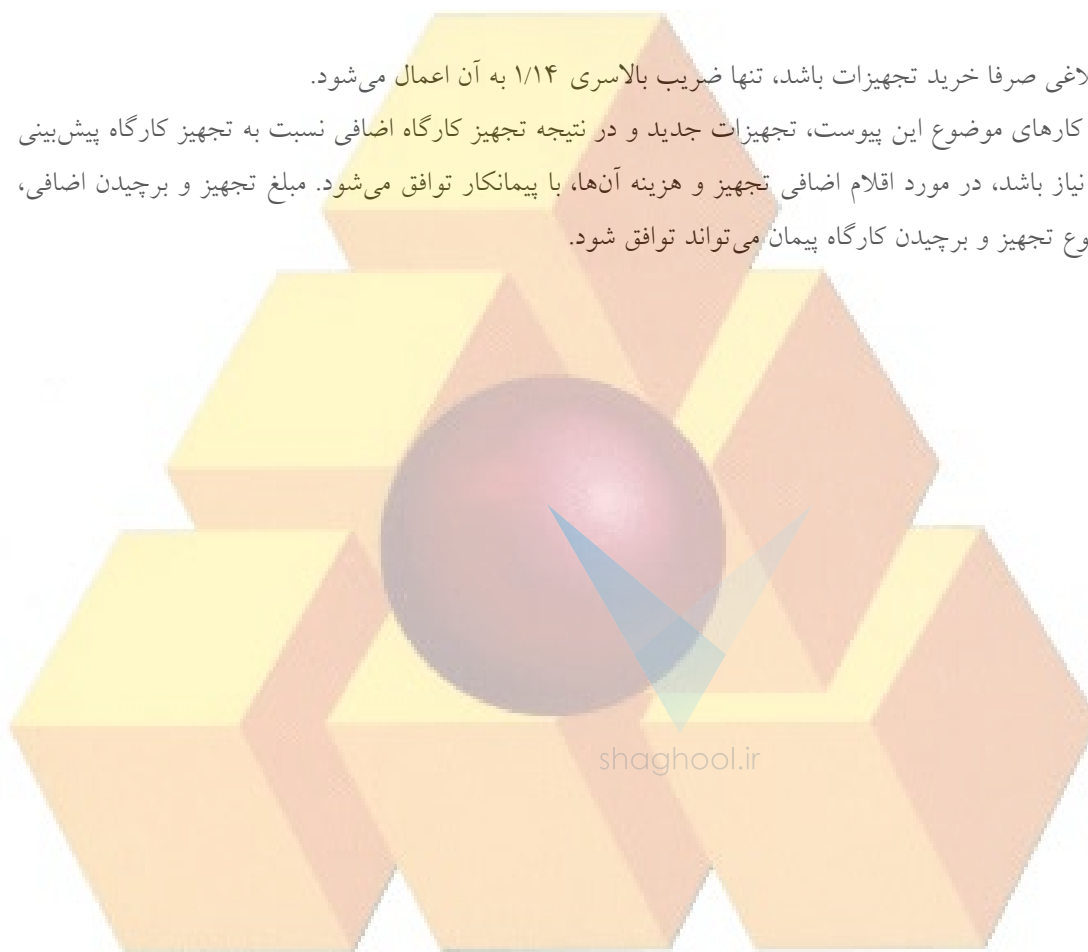 لاغی صرفا خرید تجهیزات باشد، تنها ضریب بالاسری ۱/۱۴ به آن اعمال می‌شود.
کارهای موضوع این پیوست، تجهیزات جدید و در نتیجه تجهیز کارگاه اضافی نسبت به تجهیز کارگاه پیش‌بینی
نیاز باشد، در مورد اقلام اضافی تجهیز و هزینه آن‌ها، با پیمانکار توافق می‌شود. مبلغ تجهیز و برچیدن اضافی،
وع تجهیز و برچیدن کارگاه پیمان می‌تواند توافق شود.
shaghool.ir